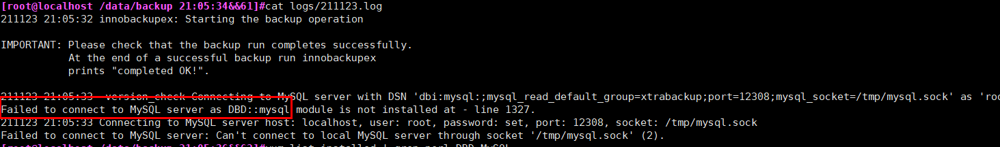 [root@localhost /data/backup 21:05:34&&61]#cat logs/211123.log
211123 21:05:32 innobackupex: Starting the backup operation
IMPORTANT: Please check that the backup run completes successfully.
At the end of a successful backup run innobackupex
prints "completed OK!".
211123 21:05:33 version_check Connecting to MySQL server with DSN 'dbi:mysql:;mysql_read_default_group=xtrabackup;port=12308;mysql_socket=/tmp/mysql.sock' as 'roo
Failed to connect to MySQL server as DBD::mysql module is not installed at - line 1327.
211123 21:05:33 Connecting to MySQL server host: localhost, user: root, password: set, port: 12308, socket: /tmp/mysql.sock
Failed to connect to MySQL server: Can't connect to local MySQL server through socket '/tmp/mysql.sock' (2).
[root@localhost /data/backup 21:05:36&&62]#yum list installed | grep perl-DBD-MySQL